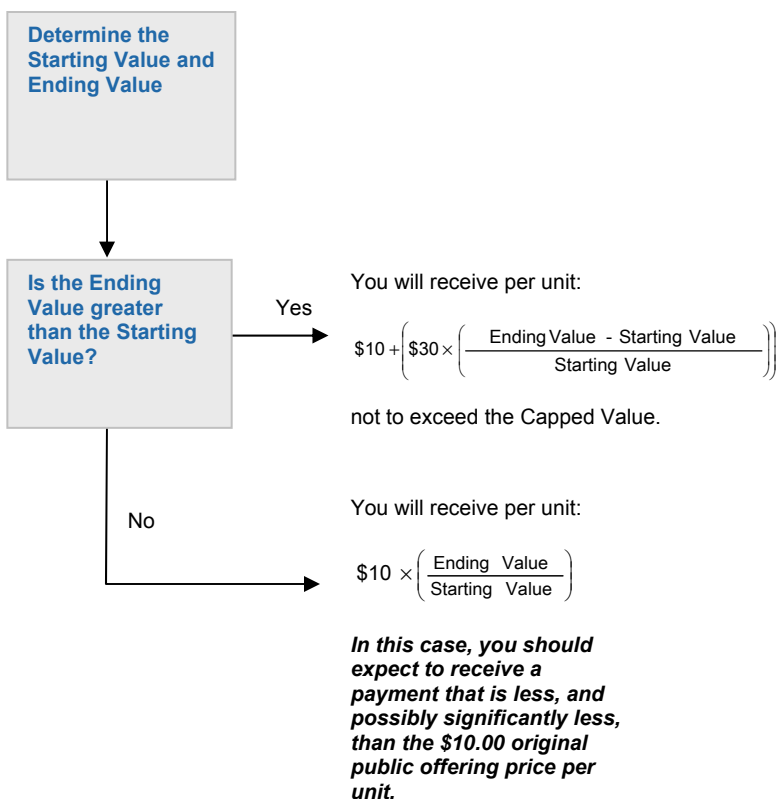 Determine the
Starting Value and
Ending Value
Is the Ending
Value greater
than the Starting
Value?
Yes
You will receive per unit:
$10 + ( $30 × ( Ending Value - Starting Value
Starting Value ) )
not to exceed the Capped Value.
No
You will receive per unit:
$10 × ( Ending Value
Starting Value )
In this case, you should
expect to receive a
payment that is less, and
possibly significantly less,
than the $10.00 original
public offering price per
unit.